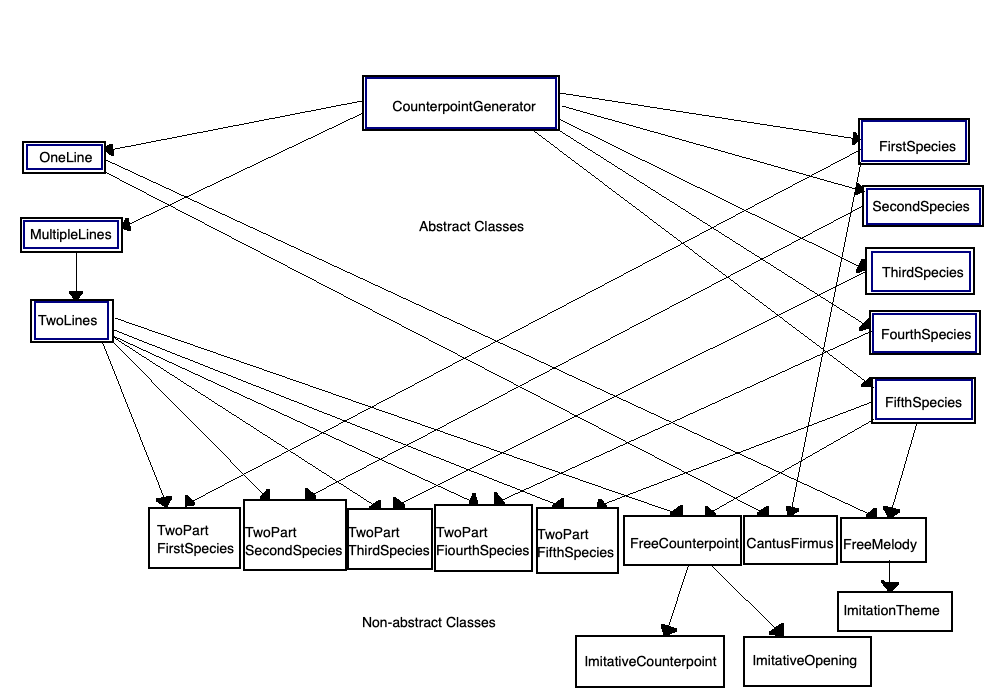 CounterpointGenerator
OneLine
FirstSpecies
SecondSpecies
MultipleLines
Abstract Classes
ThirdSpecies
TwoLines
FourthSpecies
FifthSpecies
TwoPart
FirstSpecies
TwoPart
SecondSpecies
TwoPart
ThirdSpecies
TwoPart
FiourthSpecies
TwoPart
FifthSpecies
FreeCounterpoint
CantusFirmus
FreeMelody
ImitationTheme
Non-abstract Classes
ImitativeCounterpoint
ImitativeOpening